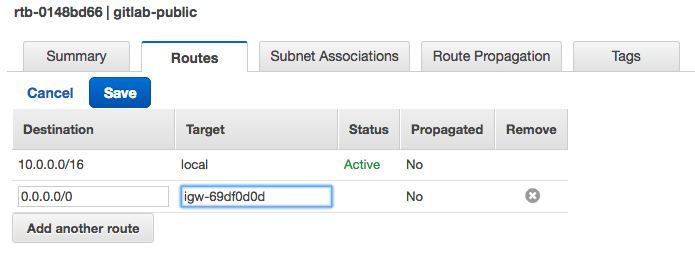 rtb-0148bd66 | gitlab-public
Summary Routes Subnet Associations Route Propagation Tags
Cancel Save
Destination Target Status Propagated Remove
10.0.0.0/16 local Active No
0.0.0.0/0 igw-69df0d0d No
Add another route